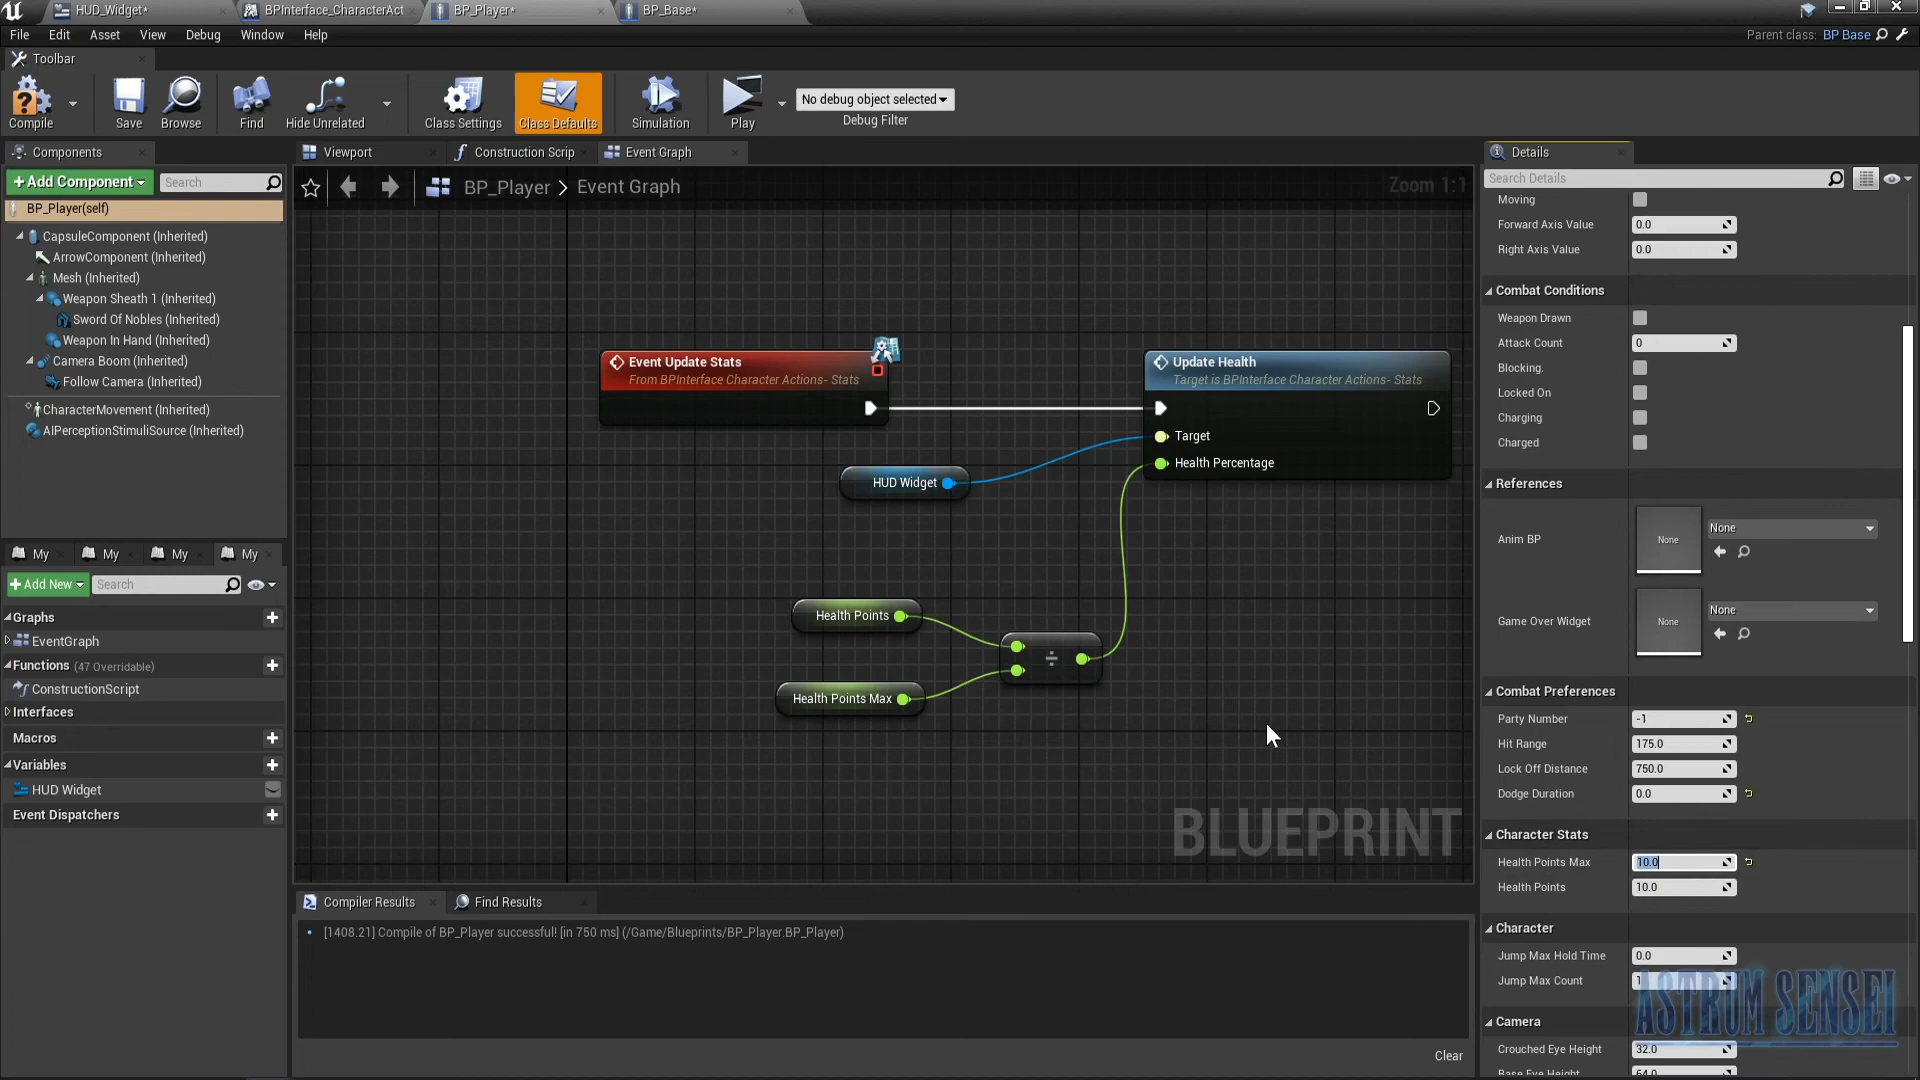 HUD_Widget*
BPInterface_CharacterAct
BP_Player*
BP_Base*
File
Edit
Asset
View
Debug
Window
Help
Parent class: BP Base
Toolbar
Compile
Save
Browse
Find
Hide Unrelated
Class Settings
Class Defaults
Simulation
Play
No debug object selected
Debug Filter
Components
+Add Component
Search
BP_Player(self)
CapsuleComponent (Inherited)
ArrowComponent (Inherited)
Mesh (Inherited)
Weapon Sheath 1 (Inherited)
Sword Of Nobles (Inherited)
Weapon In Hand (Inherited)
Camera Boom (Inherited)
Follow Camera (Inherited)
CharacterMovement (Inherited)
AIPerceptionStimuliSource (Inherited)
My
My
My
My
+Add New
Search
Graphs
EventGraph
Functions (47 Overridable)
ConstructionScript
Interfaces
Macros
Variables
HUD Widget
Event Dispatchers
Viewport
Construction Scrip
Event Graph
BP_Player > Event Graph
Zoom 1:1
Event Update Stats
From BPInterface Character Actions- Stats
Update Health
Target is BPInterface Character Actions- Stats
Target
Health Percentage
HUD Widget
Health Points
÷
Health Points Max
BLUEPRINT
Compiler Results
Find Results
[1408.21] Compile of BP_Player successful! [in 750 ms] (/Game/Blueprints/BP_Player.BP_Player)
Clear
Details
Search Details
Moving
Forward Axis Value 0.0
Right Axis Value 0.0
Combat Conditions
Weapon Drawn
Attack Count 0
Blocking.
Locked On
Charging
Charged
References
Anim BP None None
Game Over Widget None None
Combat Preferences
Party Number -1
Hit Range 175.0
Lock Off Distance 750.0
Dodge Duration 0.0
Character Stats
Health Points Max 10.0
Health Points 10.0
Character
Jump Max Hold Time 0.0
Jump Max Count 1
ASTRUM SENSEI
Camera
Crouched Eye Height 32.0
Base Eye Height 64.0